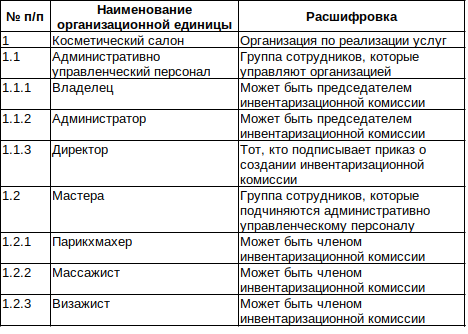 № п/п Наименование организационной единицы Расшифровка
1 Косметический салон Организация по реализации услуг
1.1 Административно Группа сотрудников, которые
управленческий персонал управляют организацией
1.1.1 Владелец Может быть председателем
инвентаризационной комиссии
1.1.2 Администратор Может быть председателем
инвентаризационной комиссии
1.1.3 Директор Тот, кто подписывает приказ о
создании инвентаризационной
комиссии
1.2 Мастера Группа сотрудников, которые
подчиняются административно
управленческому персоналу
1.2.1 Парикхмахер Может быть членом
инвентаризационной комиссии
1.2.2 Массажист Может быть членом
инвентаризационной комиссии
1.2.3 Визажист Может быть членом
инвентаризационной комиссии